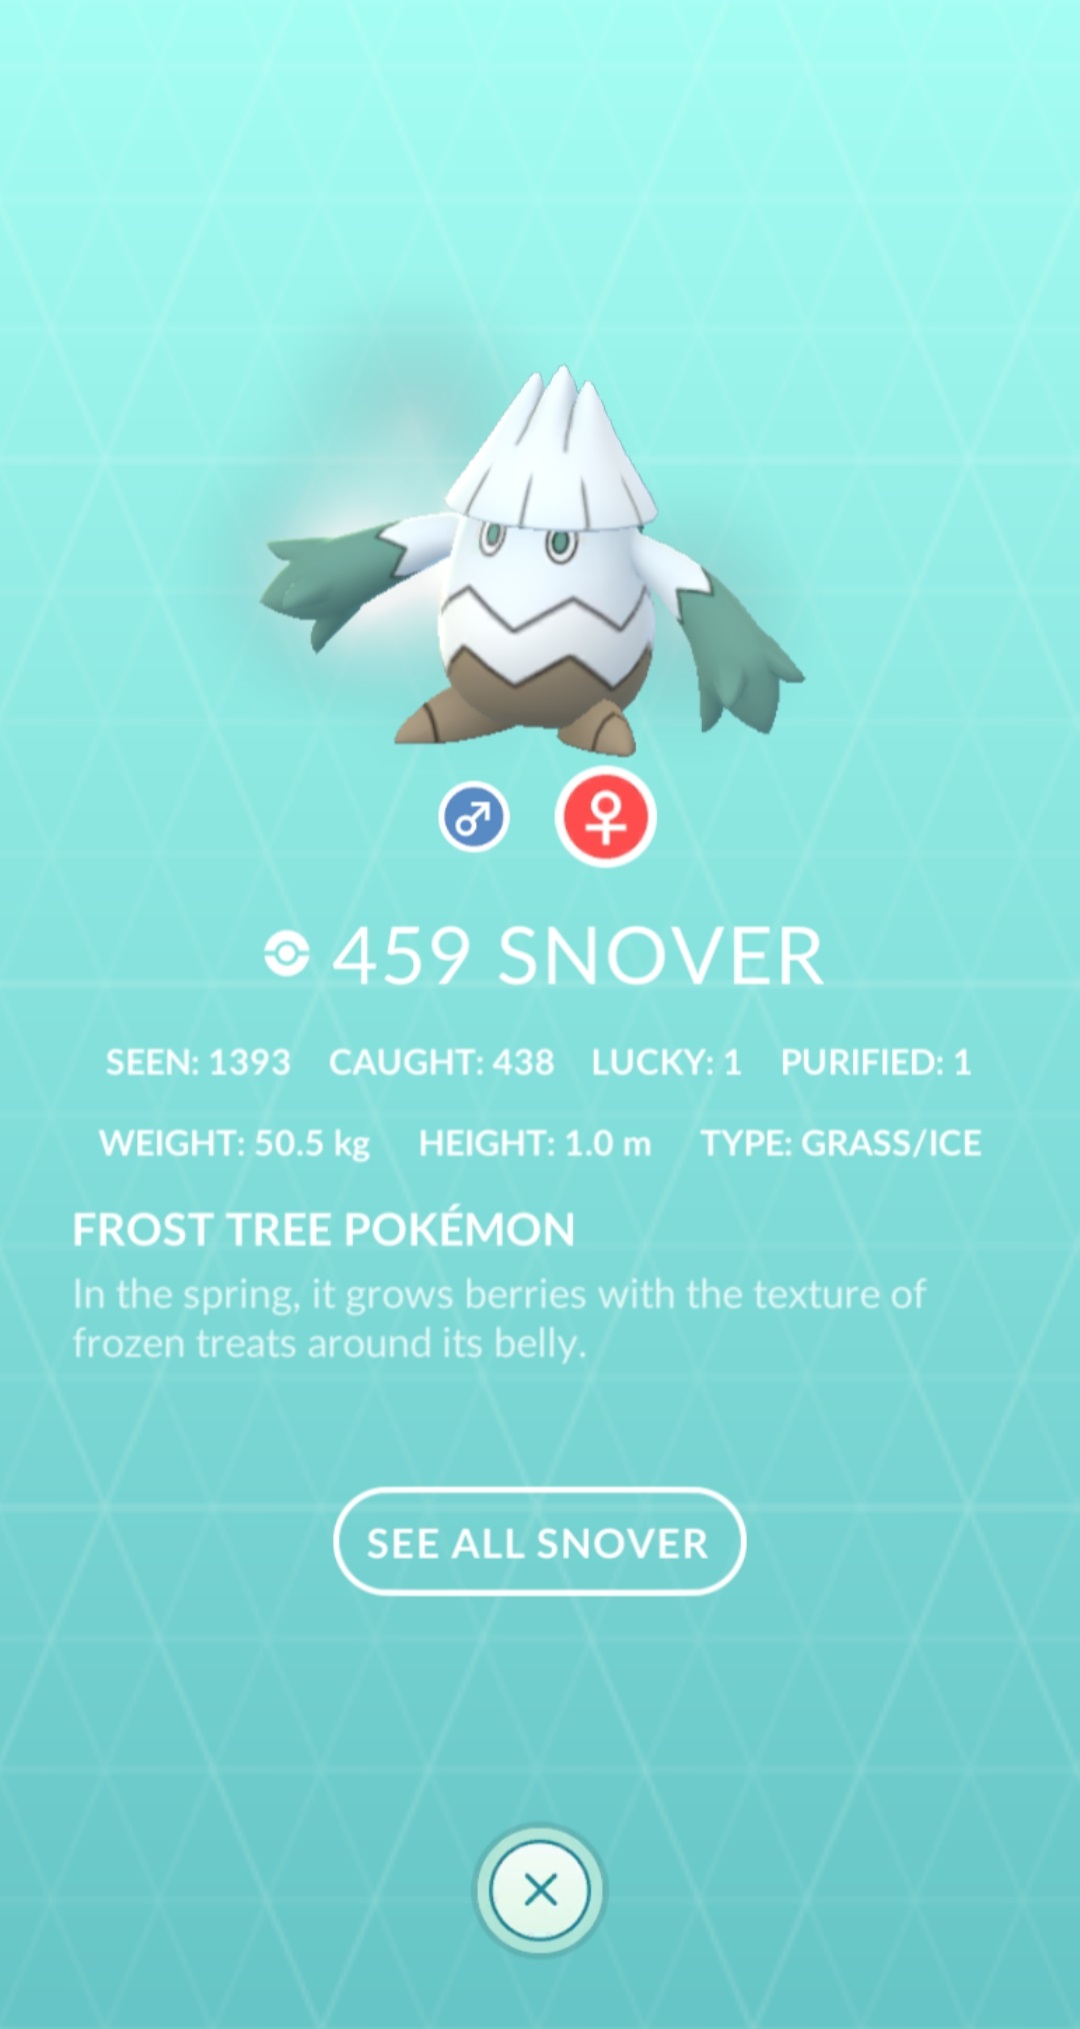 459 SNOVER
SEEN: 1393 CAUGHT: 438 LUCKY: 1 PURIFIED: 1
WEIGHT: 50.5 kg HEIGHT: 1.0 m TYPE: GRASS/ICE
FROST TREE POKÉMON
In the spring, it grows berries with the texture of
frozen treats around its belly.
SEE ALL SNOVER